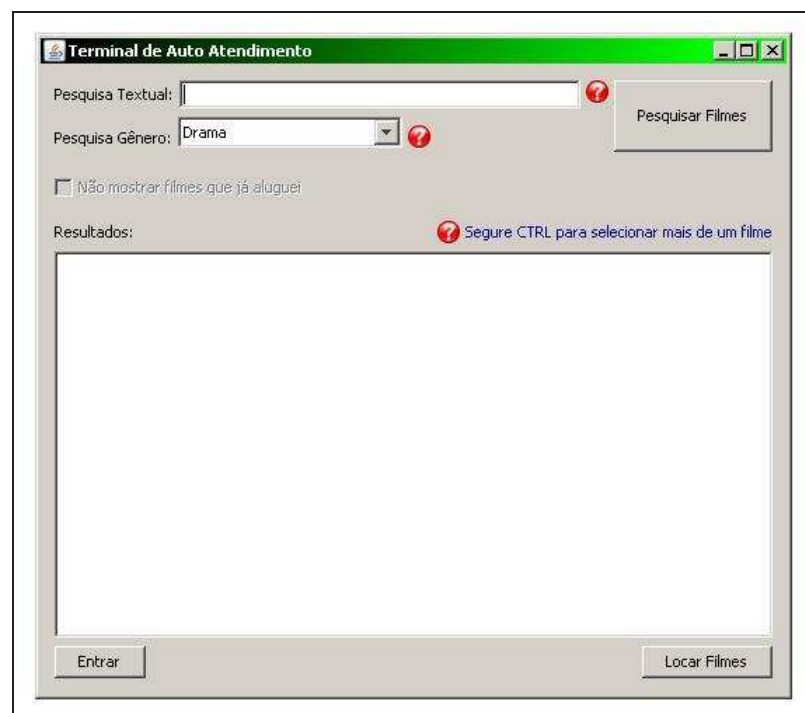 Terminal de Auto Atendimento
Pesquisa Textual:
Pesquisar Filmes
Pesquisa Gênero: Drama
Não mostrar filmes que já aluguei
Resultados: Segure CTRL para selecionar mais de um filme
Entrar Locar Filmes